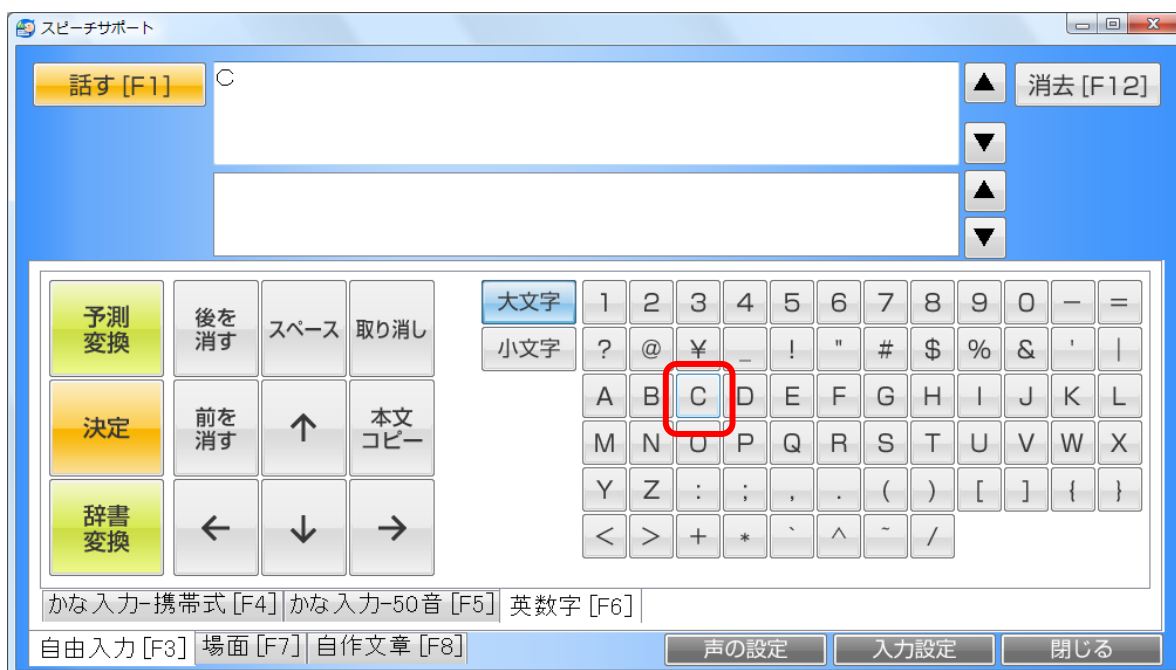 スピーチサポート
話す [F1]
C
▲
消去 [F12]
▼
▲
▼
予測
変換
後を
消す
スペース
取り消し
決定
前を
消す
↑
本文
コピー
辞書
変換
←
↓
→
大文字
1 2 3 4 5 6 7 8 9 0 − =
小文字
? @ ¥ _ ! " # $ % & ' |
A B C D E F G H I J K L
M N O P Q R S T U V W X
Y Z : ; , . ( ) [ ] { }
< > + * ` ^ ~ /
かな入力-携帯式 [F4]
かな入力-50音 [F5]
英数字 [F6]
自由入力 [F3]
場面 [F7]
自作文章 [F8]
声の設定
入力設定
閉じる